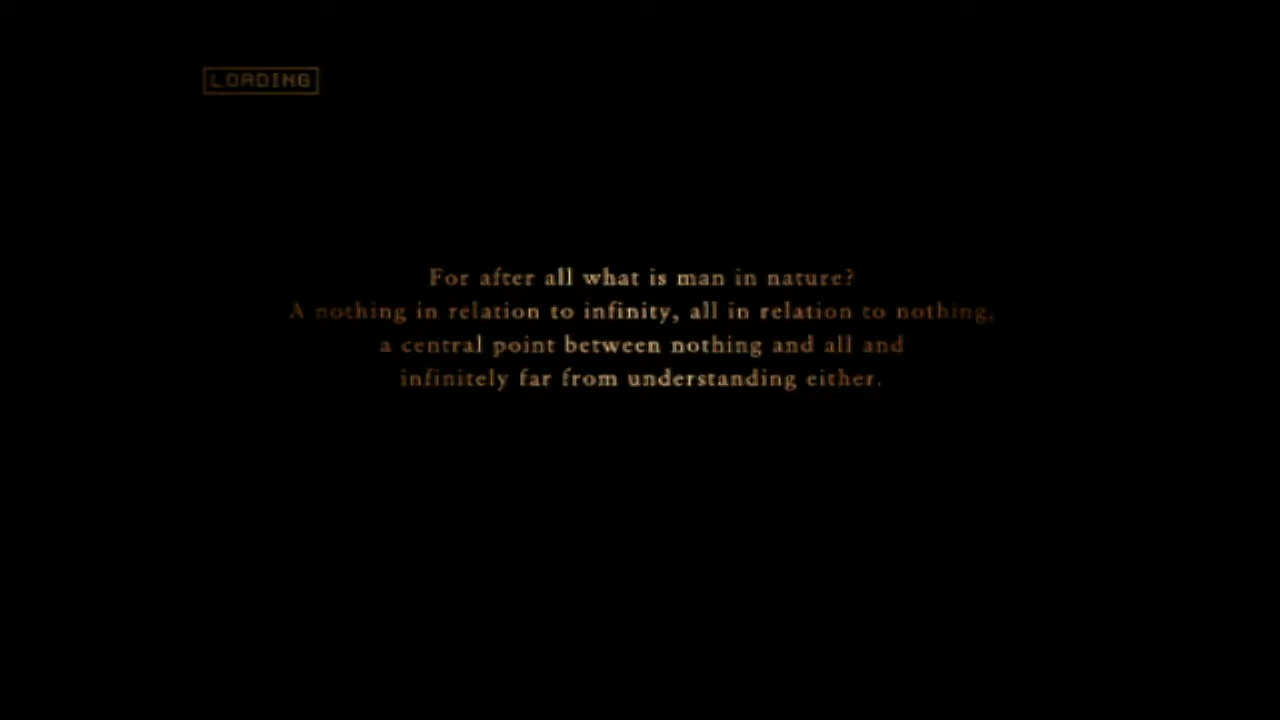 LOADING
For after all what is man in nature?
A nothing in relation to infinity, all in relation to nothing,
a central point between nothing and all and
infinitely far from understanding either.